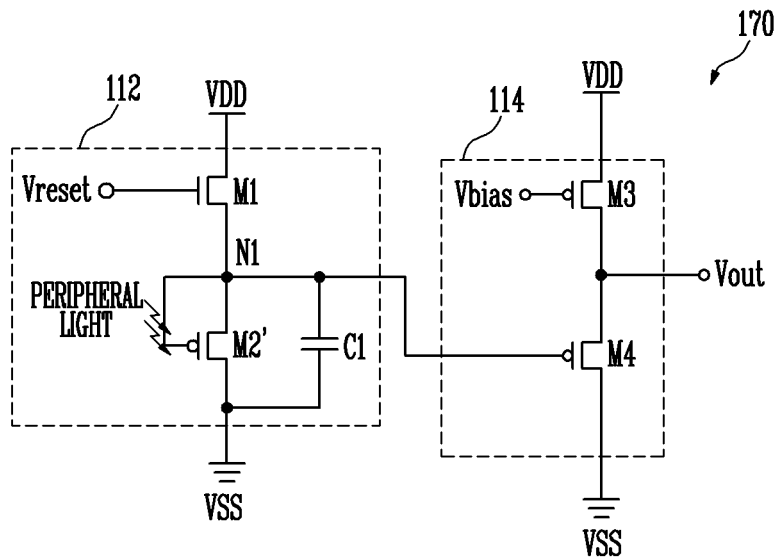 170
112
VDD
114
VDD
Vreset
M1
Vbias
M3
N1
Vout
PERIPHERAL
LIGHT
M2'
C1
M4
VSS
VSS